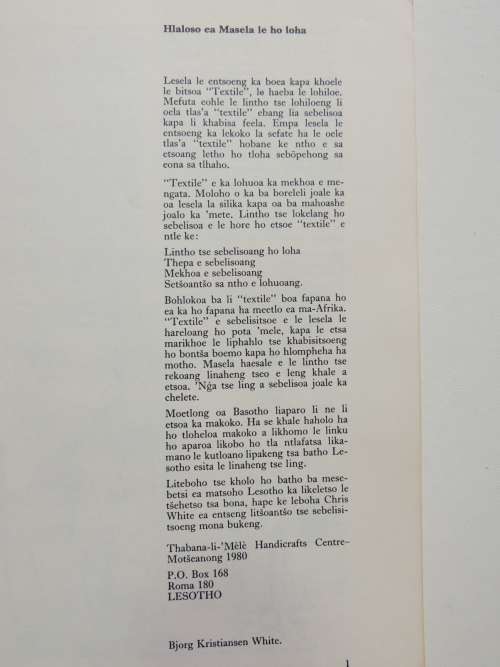 Hlaloso ea Masela le ho loha
Lesela le entsoeng ka boea kapa khoele
le bitsoa "Textile", le haeba le lohiloe.
Mefuta eohle le lintho tse lohiloeng li
oela tlas'a "textile" ebang lia sebelisoa
kapa li khabisa feela. Empa lesela le
entsoeng ka lekoko la sefate ha le oele
tlas'a "textile" hobane ke ntho e sa
etsoang letho ho tloha sebōpehong sa
eona sa tlhaho.
"Textile" e ka lohuoa ka mekhoa e me-
ngata. Moloho o ka ba boreleli joale ka
oa lesela la silika kapa oa ba mahoashe
joalo ka 'mete. Lintho tse lokelang ho
sebelisoa e le hore ho etsoe "textile" e
ntle ke:
Lintho tse sebelisoang ho loha
Thepa e sebelisoang
Mekhoa e sebelisoang
Setšoantšo sa ntho e lohuoang.
Bohlokoa ba li "textile" boa fapana ho
ea ka ho fapana ha meetlo ea ma-Afrika.
"Textile" e sebelisitsoe e le lesela le
hareloang ho pota 'mele, kapa le etsa
marikhoe le liphahlo tse khabisitsoeng
ho bontša boemo kapa ho hlompheha ha
motho. Masela haesale e le lintho tse
rekoang linaheng tseo e leng khale a
etsoa. 'Nģa tse ling a sebelisoa joale ka
chelete.
Moetlong oa Basotho liaparo li ne li
etsoa ka makoko. Ha se khale haholo ha
ho tloheloa makoko a likhomo le linku
ho aparoa likobo ho tla ntlafatsa lika-
mano le kutloano lipakeng tsa batho Le-
sotho esita le linaheng tse ling.
Liteboho tse kholo ho batho ba mese-
betsi ea matsoho Lesotho ka likeletso le
tšehetso tsa bona, hape ke leboha Chris
White ea entseng litšoantšo tse sebelisi-
tsoeng mona bukeng.
Thabana-li-'Mèlè Handicrafts Centre–
Motšeanong 1980
P.O. Box 168
Roma 180
LESOTHO
Bjorg Kristiansen White.
1